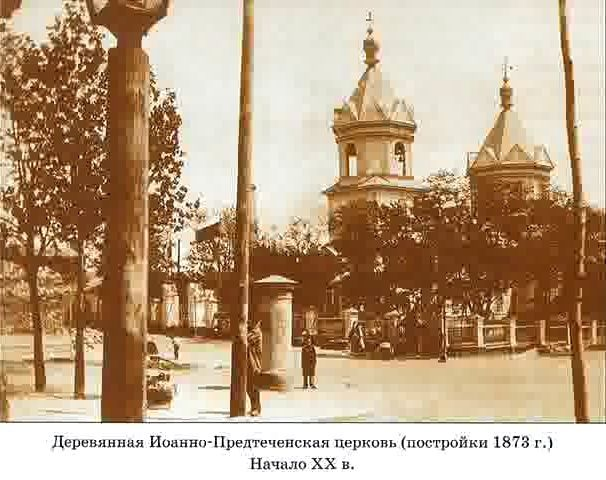 Деревянная Иоанно-Предтеченская церковь (постройки 1873 г.)
Начало XX в.